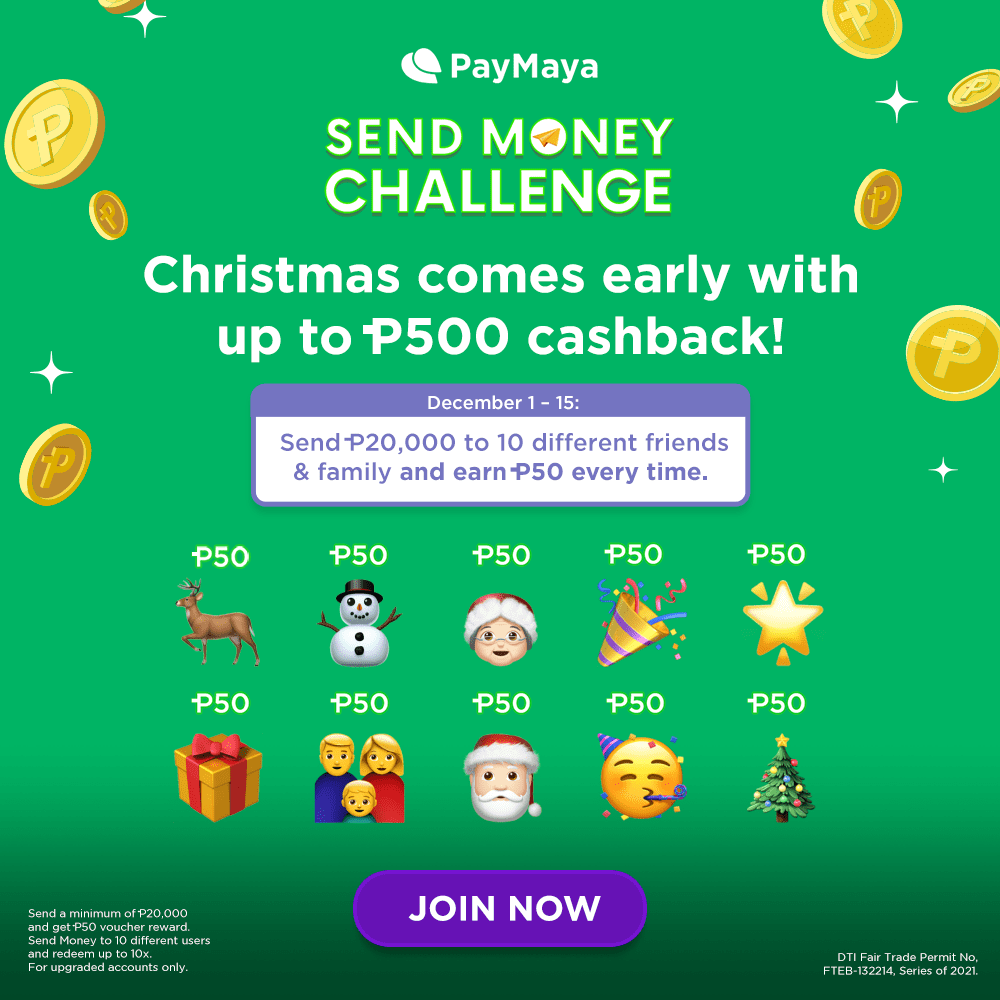 PayMaya
SEND MONEY
CHALLENGE
Christmas comes early with
up to ₱500 cashback!
December 1 – 15:
Send ₱20,000 to 10 different friends
& family and earn ₱50 every time.
₱50 ₱50 ₱50 ₱50 ₱50
₱50 ₱50 ₱50 ₱50 ₱50
JOIN NOW
Send a minimum of ₱20,000
and get ₱50 voucher reward.
Send Money to 10 different users
and redeem up to 10x.
For upgraded accounts only.
DTI Fair Trade Permit No,
FTEB-132214, Series of 2021.